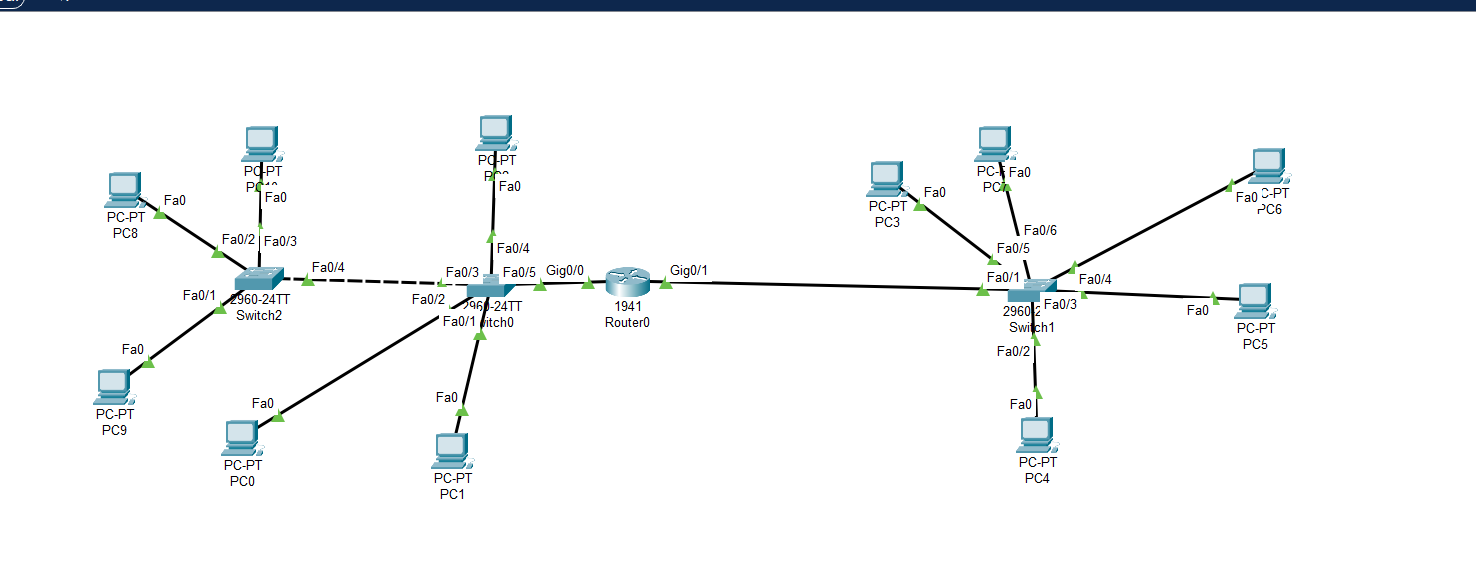 PC-PT
PC8
Fa0
PC-PT
Fa0
Fa0/2
Fa0/3
Fa0/4
Fa0/1
2960-24TT
Switch2
Fa0
PC-PT
PC9
PC-PT
Fa0
Fa0/4
Fa0/3
Fa0/5
Fa0/2
Fa0/1
2960-24TT
Gig0/0
Gig0/1
1941
Router0
Fa0
PC-PT
PC0
Fa0
PC-PT
PC1
PC-PT
PC3
Fa0
Fa0
Fa0/6
Fa0/5
Fa0/1
Fa0/4
Fa0/3
Switch1
Fa0/2
Fa0
PC-PT
PC4
Fa0
PC6
Fa0
PC-PT
PC5